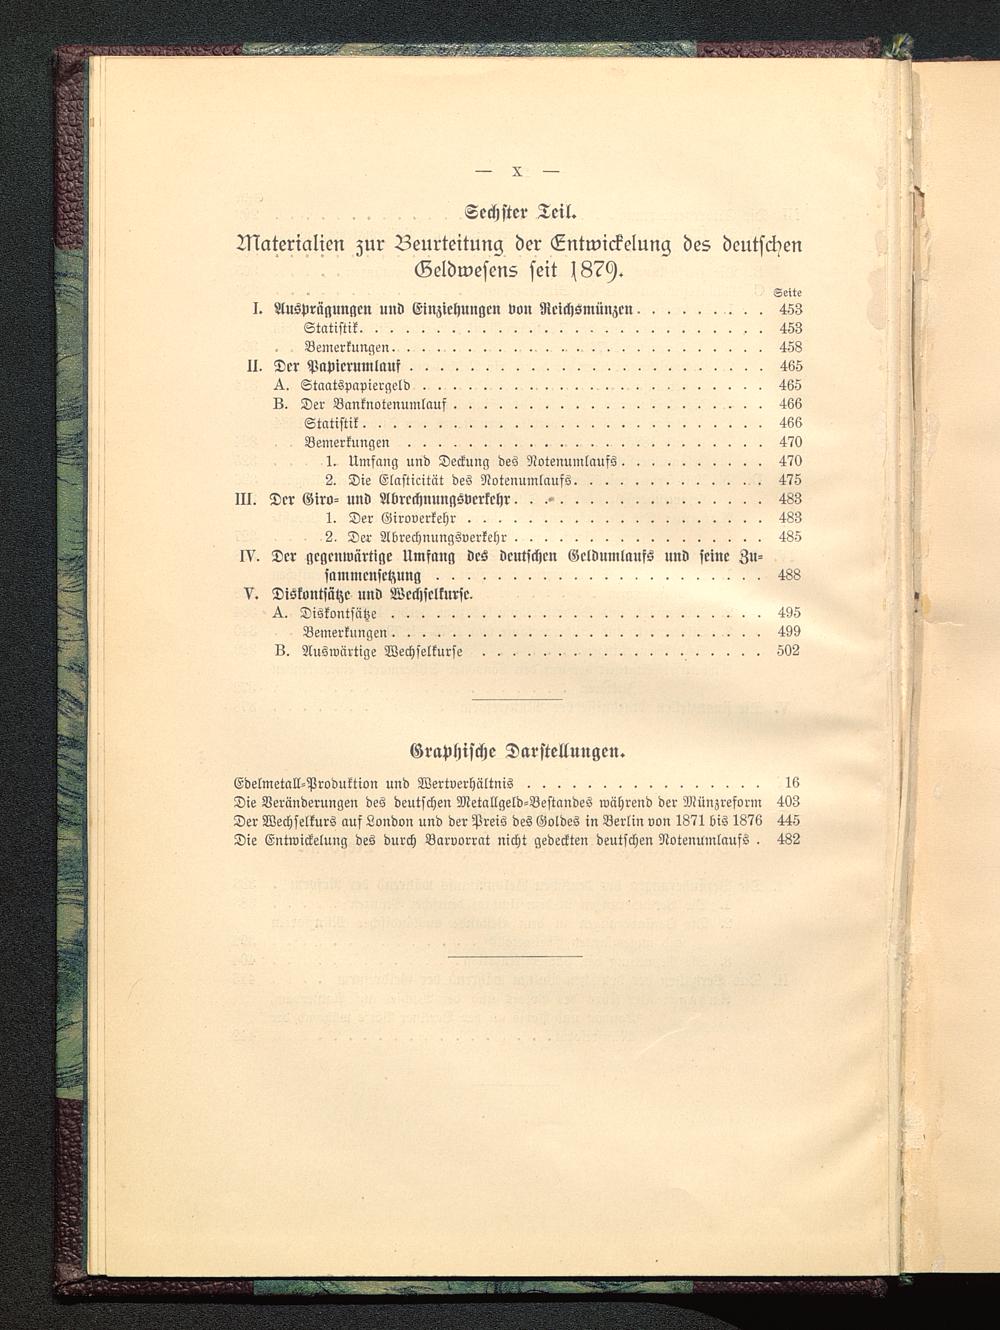 — X —
Sechster Teil.
Materialien zur Beurteitung der Entwickelung des deutschen
Geldwesens seit 1879.
Seite
I. Ausprägungen und Einziehungen von Reichsmünzen . . . . . . . . . 453
Statistik . . . . . . . . . . . . . . . . . . . . . . 453
Bemerkungen . . . . . . . . . . . . . . . . . . . . 458
II. Der Papierumlauf . . . . . . . . . . . . . . . . . . . 465
A. Staatspapiergeld . . . . . . . . . . . . . . . . . . . 465
B. Der Banknotenumlauf . . . . . . . . . . . . . . . . . 466
Statistik . . . . . . . . . . . . . . . . . . . . . . 466
Bemerkungen . . . . . . . . . . . . . . . . . . . . 470
1. Umfang und Deckung des Notenumlaufs . . . . . . . . . 470
2. Die Elasticität des Notenumlaufs . . . . . . . . . . . 475
III. Der Giro- und Abrechnungsverkehr . . . . . . . . . . . . . 483
1. Der Giroverkehr . . . . . . . . . . . . . . . . 483
2. Der Abrechnungsverkehr . . . . . . . . . . . . . . 485
IV. Der gegenwärtige Umfang des deutschen Geldumlaufs und seine Zu-
sammensetzung . . . . . . . . . . . . . . . . . 488
V. Diskontsätze und Wechselkurse.
A. Diskontsätze . . . . . . . . . . . . . . . . . . . . 495
Bemerkungen . . . . . . . . . . . . . . . . . . . . 499
B. Auswärtige Wechselkurse . . . . . . . . . . . . . . . . 502
Graphische Darstellungen.
Edelmetall-Produktion und Wertverhältnis . . . . . . . . . . . . . . 16
Die Veränderungen des deutschen Metallgeld-Bestandes während der Münzreform 403
Der Wechselkurs auf London und der Preis des Goldes in Berlin von 1871 bis 1876 445
Die Entwickelung des durch Barvorrat nicht gedeckten deutschen Notenumlaufs . 482